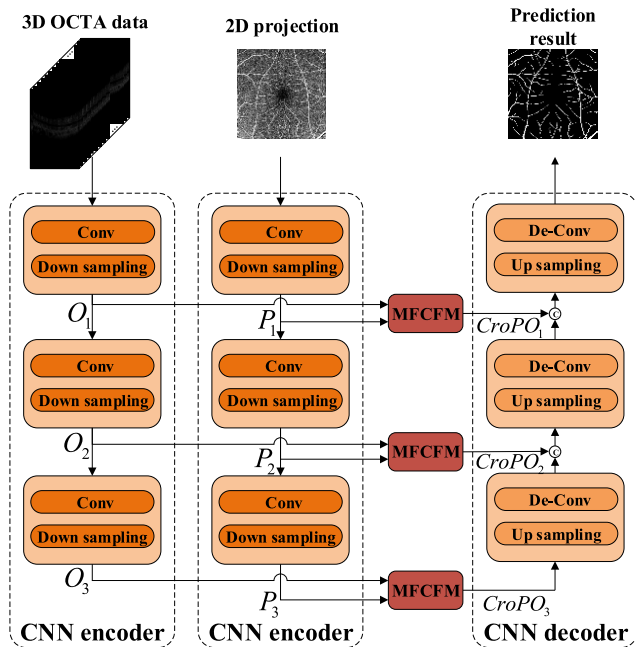 3D OCTA data
2D projection
Prediction
result
Conv
Down sampling
Conv
Down sampling
De-Conv
Up sampling
O1
P1
MFCFM
CroPO1
c
Conv
Down sampling
Conv
Down sampling
De-Conv
Up sampling
O2
P2
MFCFM
CroPO2
c
Conv
Down sampling
Conv
Down sampling
De-Conv
Up sampling
O3
P3
MFCFM
CroPO3
CNN encoder
CNN encoder
CNN decoder